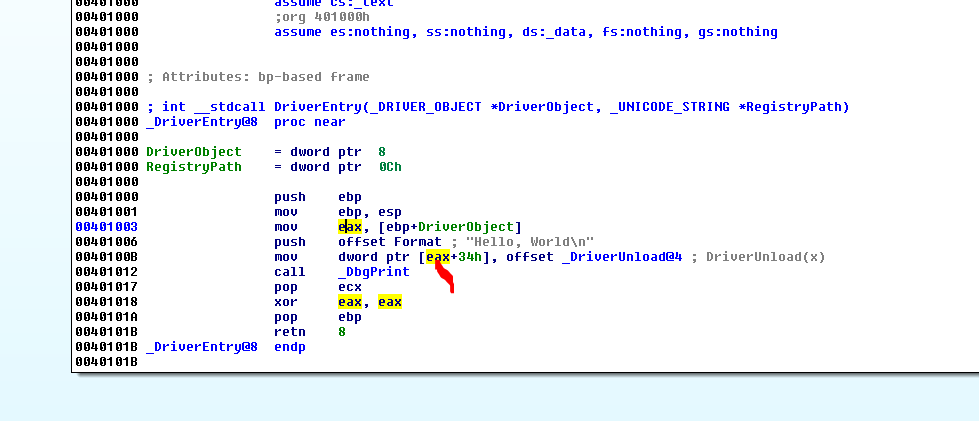 00401000 assume cs:_text
00401000 ;org 401000h
00401000 assume es:nothing, ss:nothing, ds:_data, fs:nothing, gs:nothing
00401000
00401000
00401000 ; Attributes: bp-based frame
00401000
00401000 ; int __stdcall DriverEntry(_DRIVER_OBJECT *DriverObject, _UNICODE_STRING *RegistryPath)
00401000 _DriverEntry@8 proc near
00401000
00401000 DriverObject = dword ptr 8
00401000 RegistryPath = dword ptr 0Ch
00401000
00401000 push ebp
00401001 mov ebp, esp
00401003 mov eax, [ebp+DriverObject]
00401006 push offset Format ; "Hello, World\n"
0040100B mov dword ptr [eax+34h], offset _DriverUnload@4 ; DriverUnload(x)
00401012 call _DbgPrint
00401017 pop ecx
00401018 xor eax, eax
0040101A pop ebp
0040101B retn 8
0040101B _DriverEntry@8 endp
0040101B